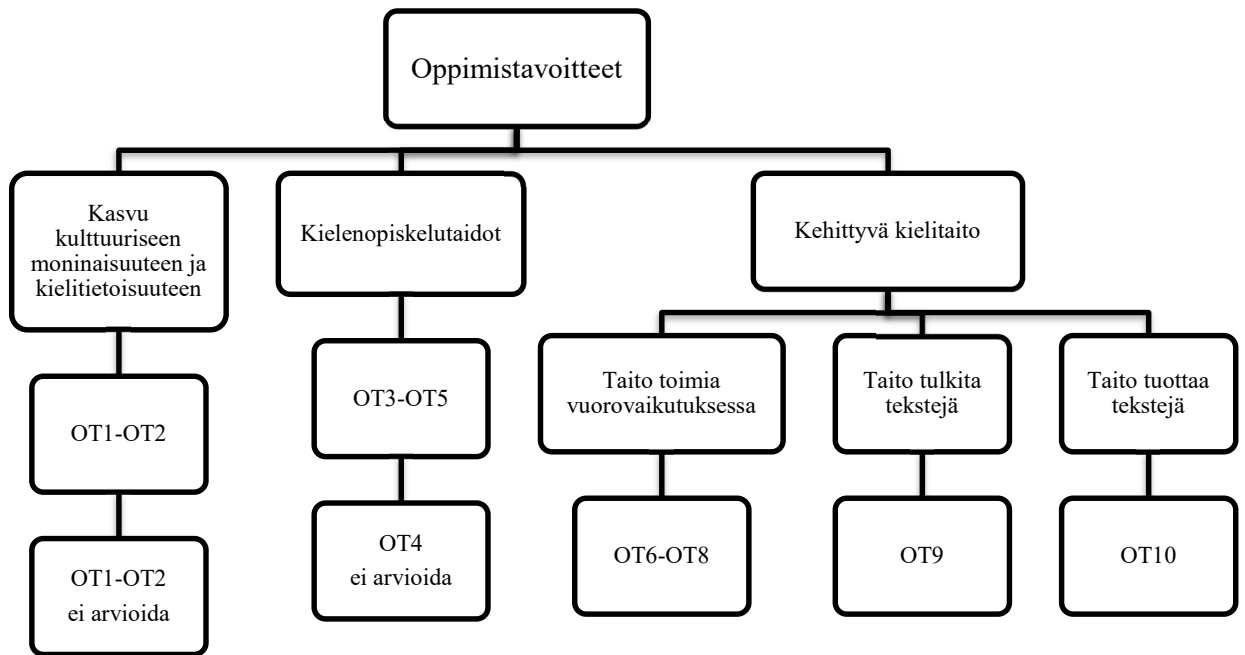 Oppimistavoitteet
Kasvu
kulttuuriseen
moninaisuuteen ja
kielitietoisuuteen
Kielenopiskelutaidot
Kehittyvä kielitaito
OT1-OT2
OT3-OT5
Taito toimia
vuorovaikutuksessa
Taito tulkita
tekstejä
Taito tuottaa
tekstejä
OT1-OT2
ei arvioida
OT4
ei arvioida
OT6-OT8
OT9
OT10